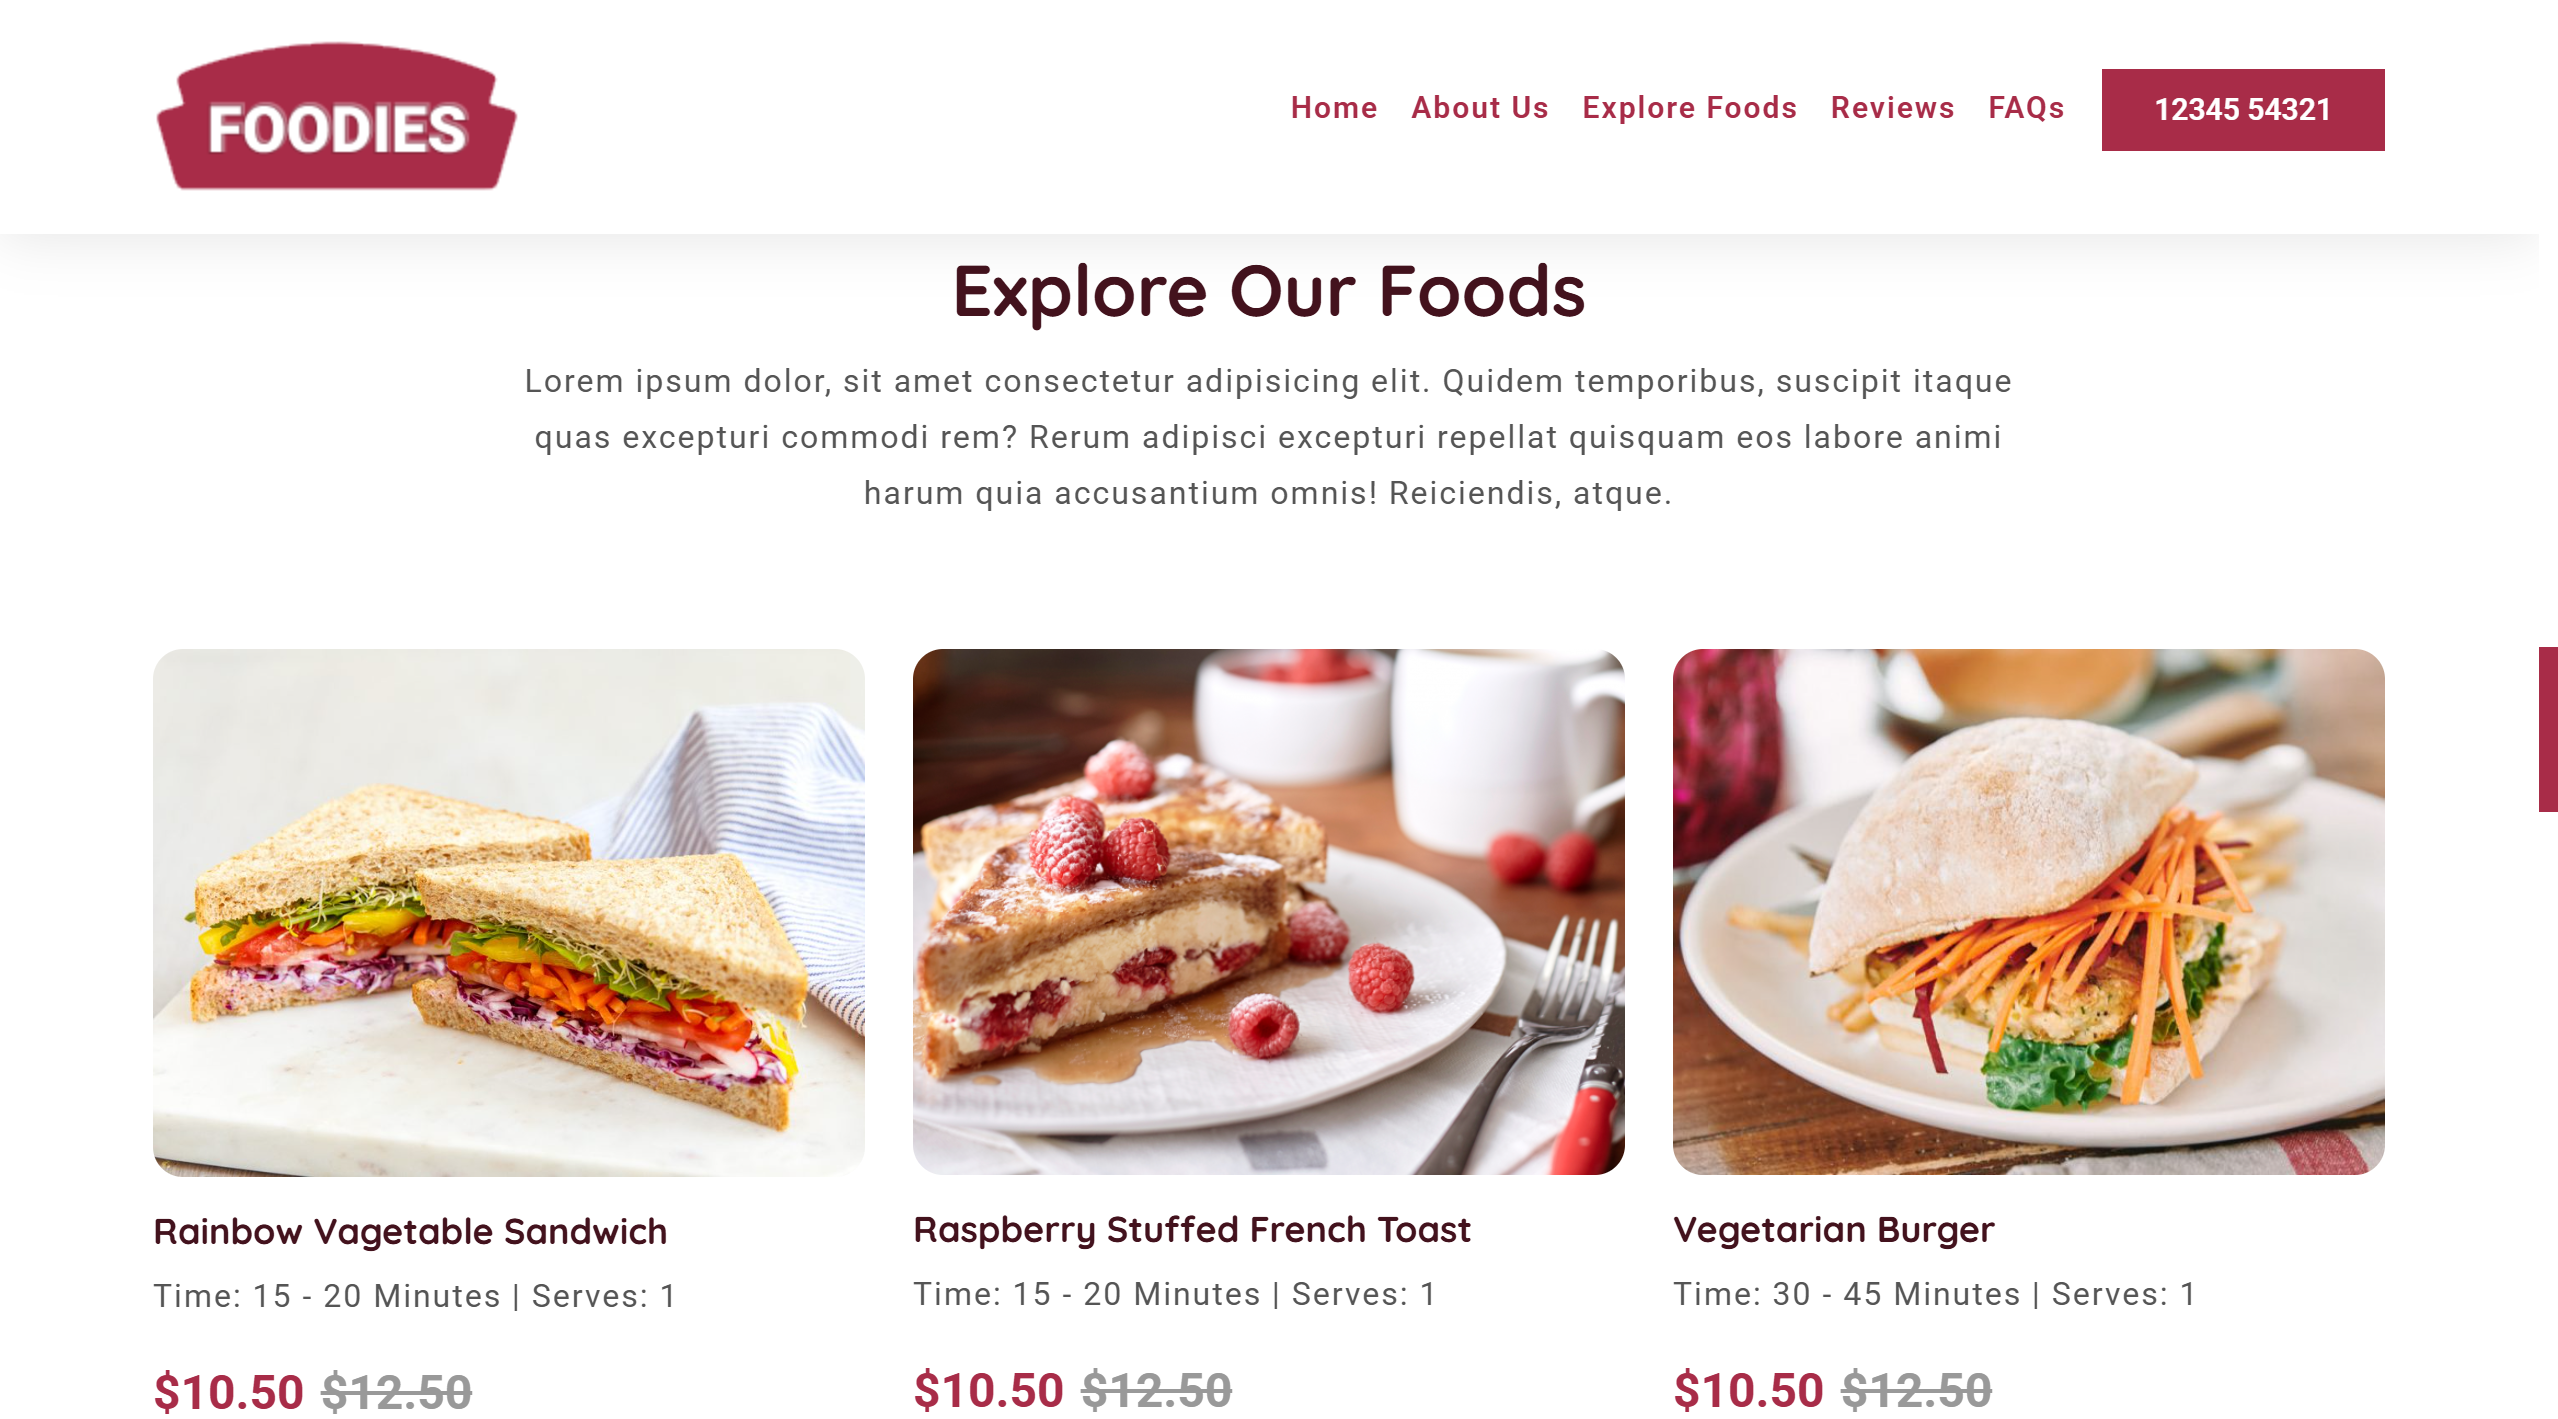 FOODIES
Home About Us Explore Foods Reviews FAQs 12345 54321
Explore Our Foods
Lorem ipsum dolor, sit amet consectetur adipisicing elit. Quidem temporibus, suscipit itaque
quas excepturi commodi rem? Rerum adipisci excepturi repellat quisquam eos labore animi
harum quia accusantium omnis! Reiciendis, atque.
Rainbow Vagetable Sandwich
Time: 15 - 20 Minutes | Serves: 1
$10.50 $12.50
Raspberry Stuffed French Toast
Time: 15 - 20 Minutes | Serves: 1
$10.50 $12.50
Vegetarian Burger
Time: 30 - 45 Minutes | Serves: 1
$10.50 $12.50